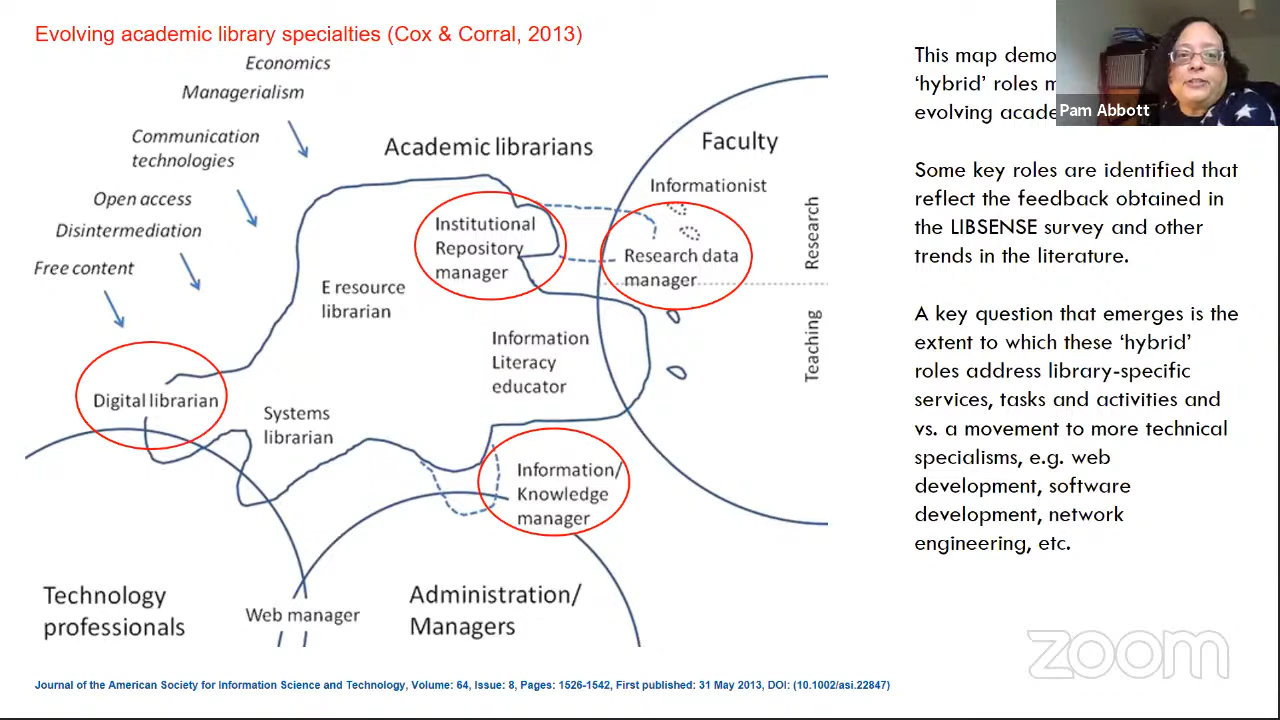 Evolving academic library specialties (Cox & Corral, 2013)
Economics
Managerialism
Communication
technologies
Open access
Disintermediation
Free content
Academic librarians
Faculty
Informationist
Institutional
Repository
manager
Research data
manager
Research
Teaching
E resource
librarian
Information
Literacy
educator
Digital librarian
Systems
librarian
Information/
Knowledge
manager
Technology
professionals
Web manager
Administration/
Managers
This map
'hybrid' roles
evolving
Pam Abbott
Some key roles are identified that
reflect the feedback obtained in
the LIBSENSE survey and other
trends in the literature.
A key question that emerges is the
extent to which these 'hybrid'
roles address library-specific
services, tasks and activities and
vs. a movement to more technical
specialisms, e.g. web
development, software
development, network
engineering, etc.
zoom
Journal of the American Society for Information Science and Technology, Volume: 64, Issue: 8, Pages: 1526-1542, First published: 31 May 2013, DOI: (10.1002/asi.22847)